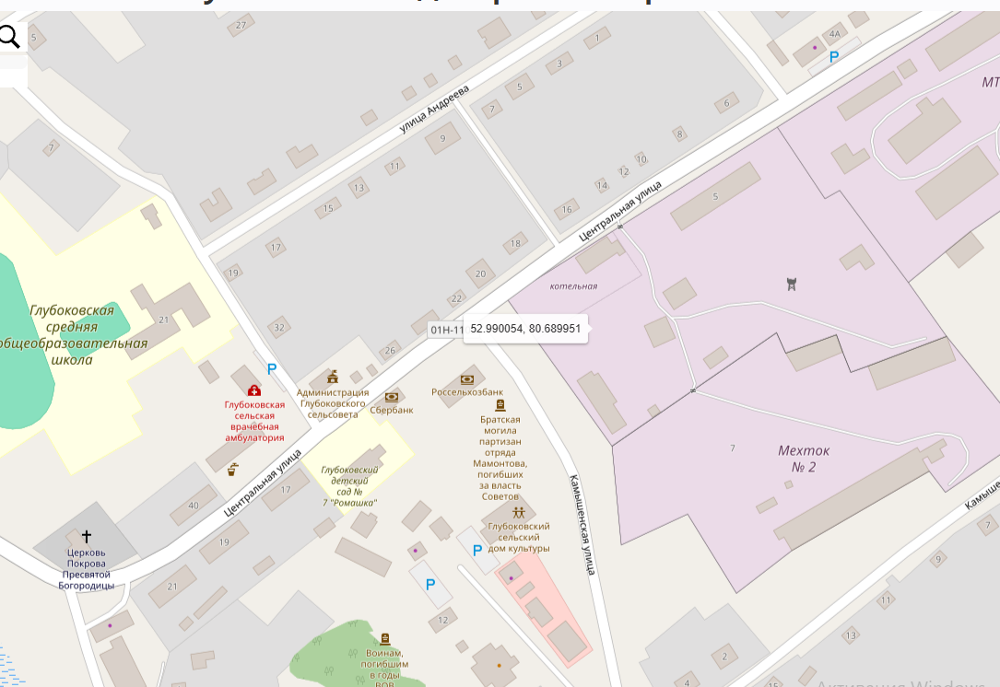 5
27
1
3
5
7
4А
P
МТ
улица Андреева
7
9
6
8
10
12
14
16
11
13
15
17
19
18
20
22
26
32
Центральная улица
5
котельная
01Н-11
52.990054, 80.689951
Глубоковская
средняя
общеобразовательная
школа
21
P
Глубоковская
сельская
врачебная
амбулатория
Администрация
Глубоковского
сельсовета
Сбербанк
Россельхозбанк
Братская
могила
партизан
отряда
Мамонтова,
погибших
за власть
Советов
Глубоковский
детский
сад №
7 "Ромашка"
Центральная улица
17
40
19
21
Церковь
Покрова
Пресвятой
Богородицы
Глубоковский
сельский
дом культуры
P
P
12
Камышенская улица
7
Мехток
№ 2
Камыше
7
9
11
13
15
2
4
Воинам,
погибшим
в годы
ВОВ
Активация Windows